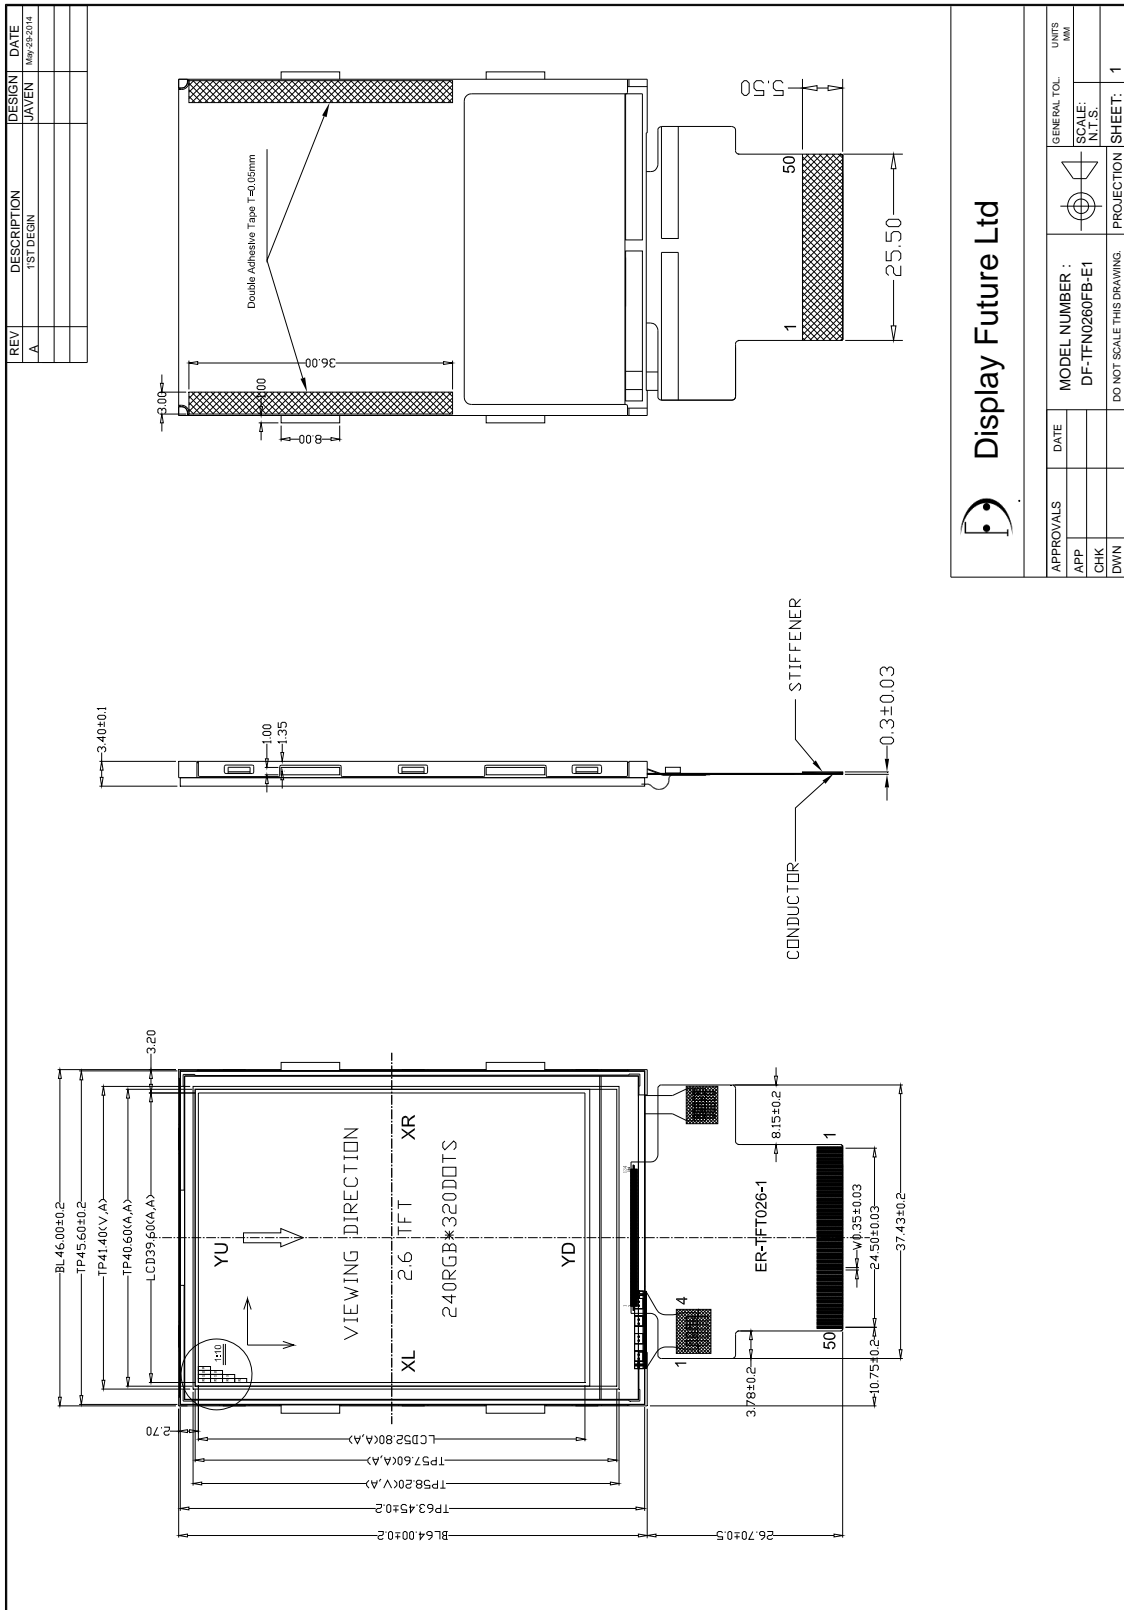 REV
DESCRIPTION
DESIGN
DATE
A
1'ST DEGIN
JAVEN
May-29-2014
Double Adhesive Tape T=0.05mm
36.00
3.00
1.00
8.00
5.50
50
1
25.50
3.40±0.1
1.00
1.35
STIFFENER
CONDUCTOR
0.3±0.03
BL46.00±0.2
TP45.60±0.2
TP41.40(V,A)
TP40.60(A,A)
LCD39.60(A,A)
3.20
YU
VIEWING DIRECTION
XL
2.6 TFT
XR
240RGB*320DOTS
YD
1:10
2.70
LCD52.80(A,A)
TP57.60(A,A)
TP58.20(V,A)
TP63.45±0.2
BL64.00±0.2
26.70±0.5
1
4
ER-TFT026-1
8.15±0.2
3.78±0.2
50
1
W0.35±0.03
24.50±0.03
10.75±0.2
37.43±0.2
Display Future Ltd
APPROVALS
DATE
APP
CHK
DWN
MODEL NUMBER :
DF-TFN0260FB-E1
DO NOT SCALE THIS DRAWING.
PROJECTION
GENERAL TOL.
UNITS
MM
SCALE:
N.T.S.
SHEET: 1